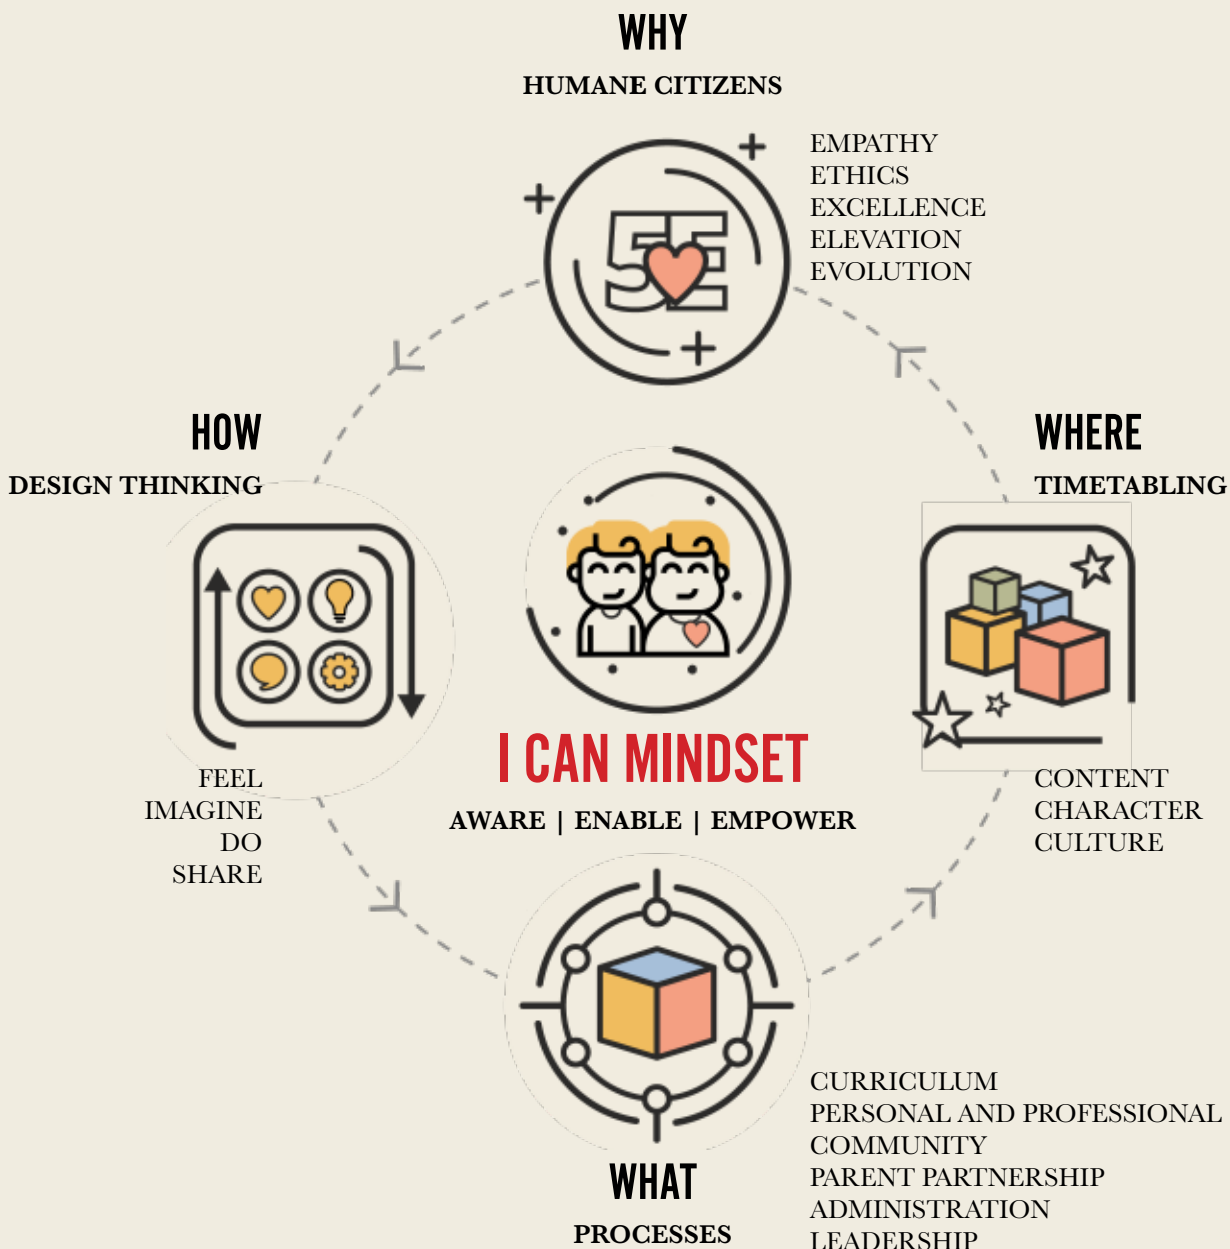 WHY
HUMANE CITIZENS
EMPATHY
ETHICS
EXCELLENCE
ELEVATION
EVOLUTION
5E
HOW
DESIGN THINKING
FEEL
IMAGINE
DO
SHARE
WHERE
TIMETABLING
CONTENT
CHARACTER
CULTURE
I CAN MINDSET
AWARE | ENABLE | EMPOWER
WHAT
PROCESSES
CURRICULUM
PERSONAL AND PROFESSIONAL
COMMUNITY
PARENT PARTNERSHIP
ADMINISTRATION
LEADERSHIP